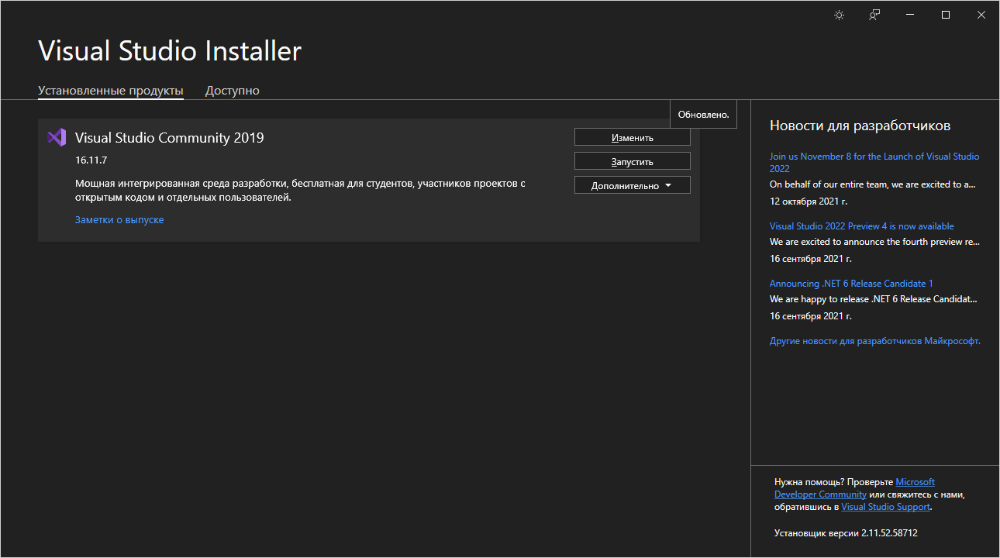 Visual Studio Installer
Установленные продукты
Доступно
Обновлено.
Visual Studio Community 2019
16.11.7
Мощная интегрированная среда разработки, бесплатная для студентов, участников проектов с
открытым кодом и отдельных пользователей.
Заметки о выпуске
Изменить
Запустить
Дополнительно
Новости для разработчиков
Join us November 8 for the Launch of Visual Studio
2022
On behalf of our entire team, we are excited to a...
12 октября 2021 г.
Visual Studio 2022 Preview 4 is now available
We are excited to announce the fourth preview re...
16 сентября 2021 г.
Announcing .NET 6 Release Candidate 1
We are happy to release .NET 6 Release Candidat...
16 сентября 2021 г.
Другие новости для разработчиков Майкрософт.
Нужна помощь? Проверьте Microsoft
Developer Community или свяжитесь с нами,
обратившись в Visual Studio Support.
Установщик версии 2.11.52.58712